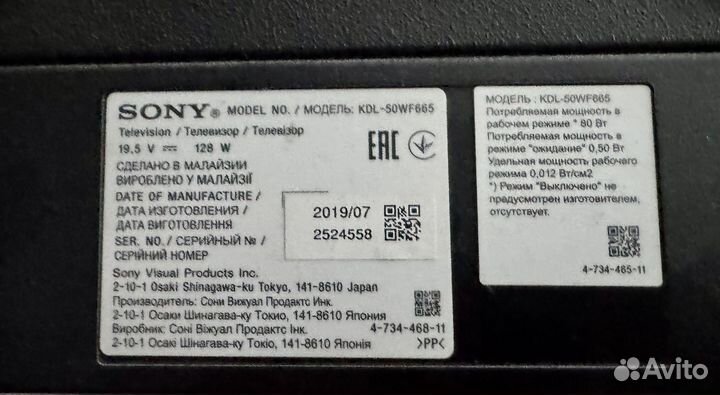 SONY® MODEL NO. / МОДЕЛЬ: KDL-50WF665
Television / Телевизор / Телевізор
19.5 V ⎓ 128 W
СДЕЛАНО В МАЛАЙЗИИ
ВИРОБЛЕНО У МАЛАЙЗІЇ
DATE OF MANUFACTURE /
ДАТА ИЗГОТОВЛЕНИЯ /
ДАТА ВИГОТОВЛЕННЯ
SER. NO. / СЕРИЙНЫЙ № /
СЕРІЙНИЙ НОМЕР
EAC
2019/07
2524558
Sony Visual Products Inc.
2-10-1 Osaki Shinagawa-ku Tokyo, 141-8610 Japan
Производитель: Сони Вижуал Продактс Инк.
2-10-1 Осаки Шинагава-ку Токио, 141-8610 Япония
Виробник: Соні Віжуал Продактс Інк.
2-10-1 Осакі Шінагава-ку Токіо, 141-8610 Японія
4-734-468-11
>PP<
МОДЕЛЬ : KDL-50WF665
Потребляемая мощность в
рабочем режиме * 80 Вт
Потребляемая мощность в
режиме "ожидание" 0,50 Вт
Удельная мощность рабочего
режима 0,012 Вт/см2
*) Режим "Выключено" не
предусмотрен изготовителем,
отсутствует.
4-734-465-11
Avito